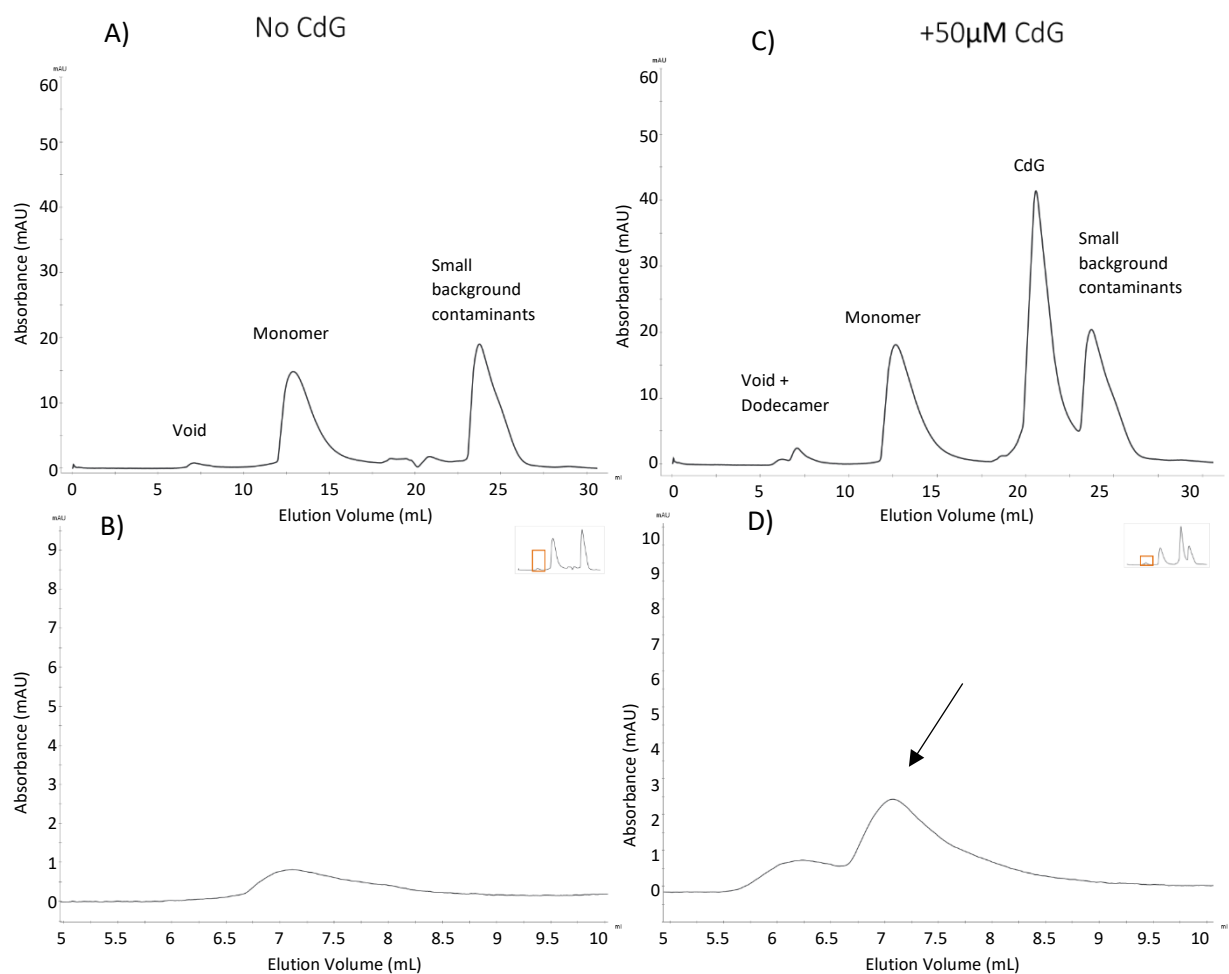 A)
No CdG
mAU
60
50
40
30
20
10
0
Absorbance (mAU)
Void
Monomer
Small
background
contaminants
0 5 10 15 20 25 30 ml
Elution Volume (mL)
C)
+50µM CdG
mAU
60
50
40
30
20
10
0
Absorbance (mAU)
Void +
Dodecamer
Monomer
CdG
Small
background
contaminants
0 5 10 15 20 25 30 ml
Elution Volume (mL)
B)
mAU
9
8
7
6
5
4
3
2
1
0
Absorbance (mAU)
5 5.5 6 6.5 7 7.5 8 8.5 9 9.5 10 ml
Elution Volume (mL)
D)
mAU
10
9
9
8
7
6
5
4
3
2
1
0
Absorbance (mAU)
5 5.5 6 6.5 7 7.5 8 8.5 9 9.5 10 ml
Elution Volume (mL)